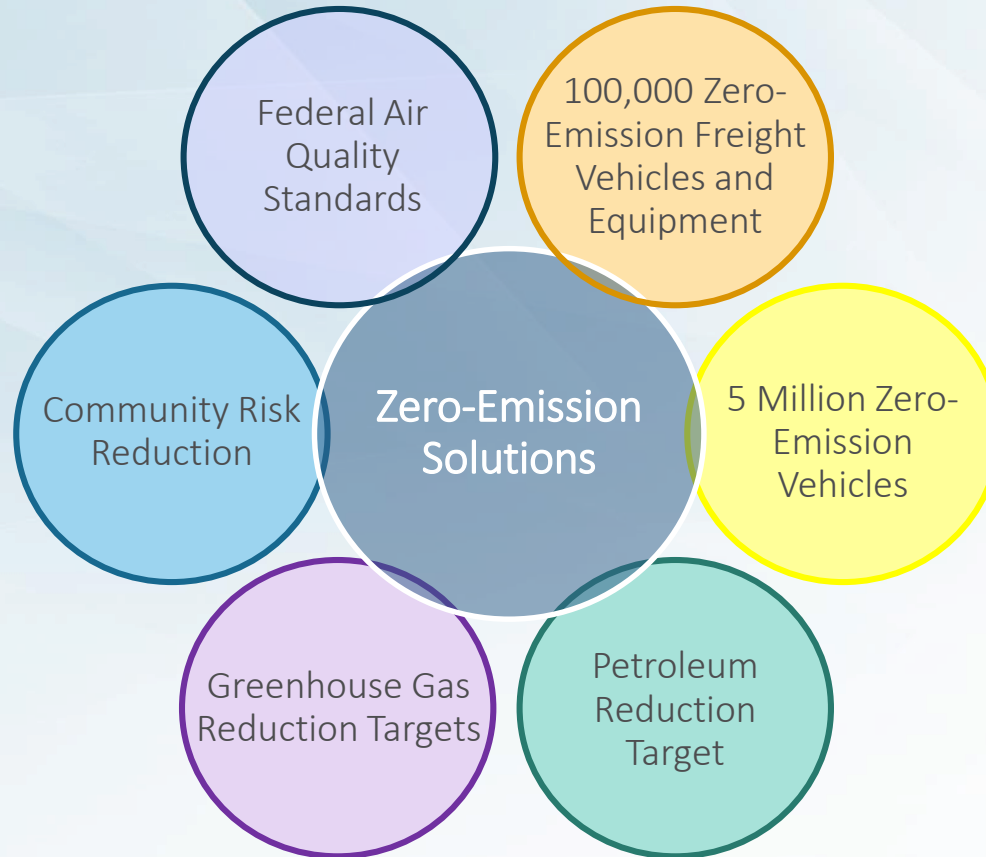 Federal Air
Quality
Standards
100,000 Zero-
Emission Freight
Vehicles and
Equipment
Community Risk
Reduction
Zero-Emission
Solutions
5 Million Zero-
Emission
Vehicles
Greenhouse Gas
Reduction Targets
Petroleum
Reduction
Target